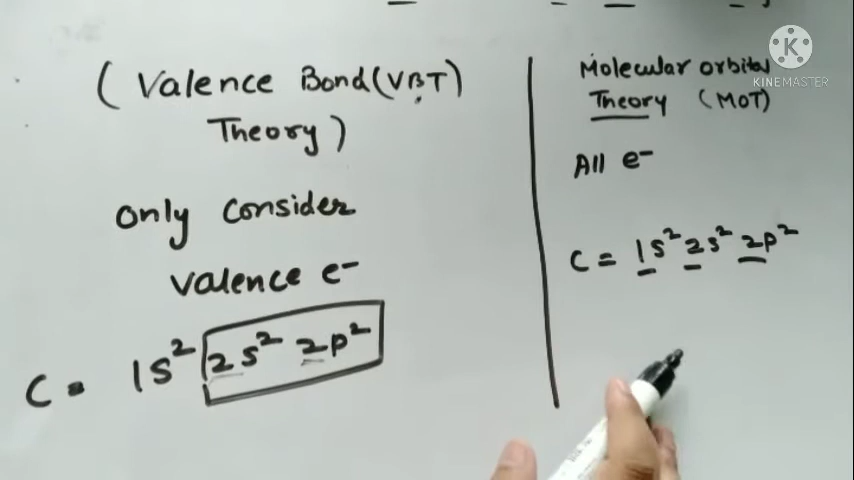 (Valence Bond(VBT)
Theory)
only consider
valence e⁻
C = 1s² 2s² 2p²
Molecular orbital
Theory (MOT)
All e⁻
C = 1s² 2s² 2p²
K
KINEMASTER